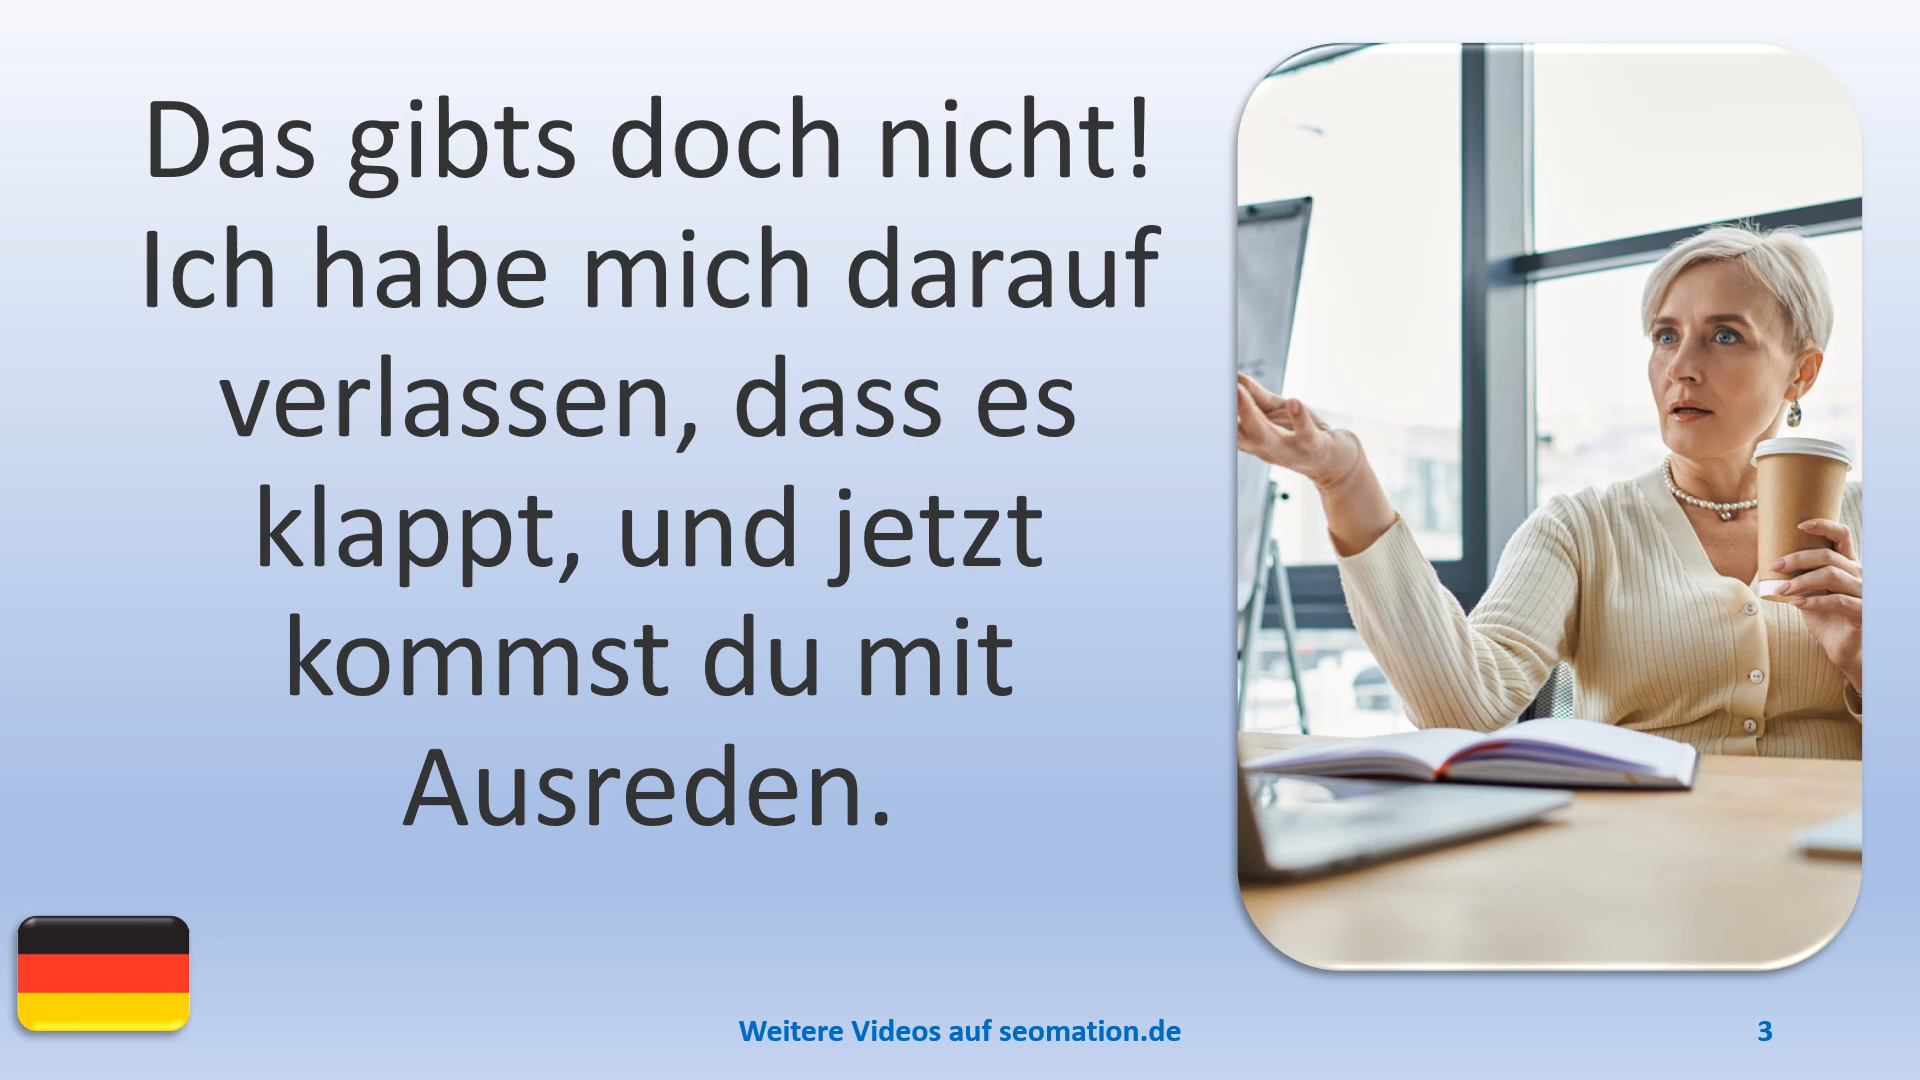 Das gibts doch nicht!
Ich habe mich darauf
verlassen, dass es
klappt, und jetzt
kommst du mit
Ausreden.
Weitere Videos auf seomation.de
3